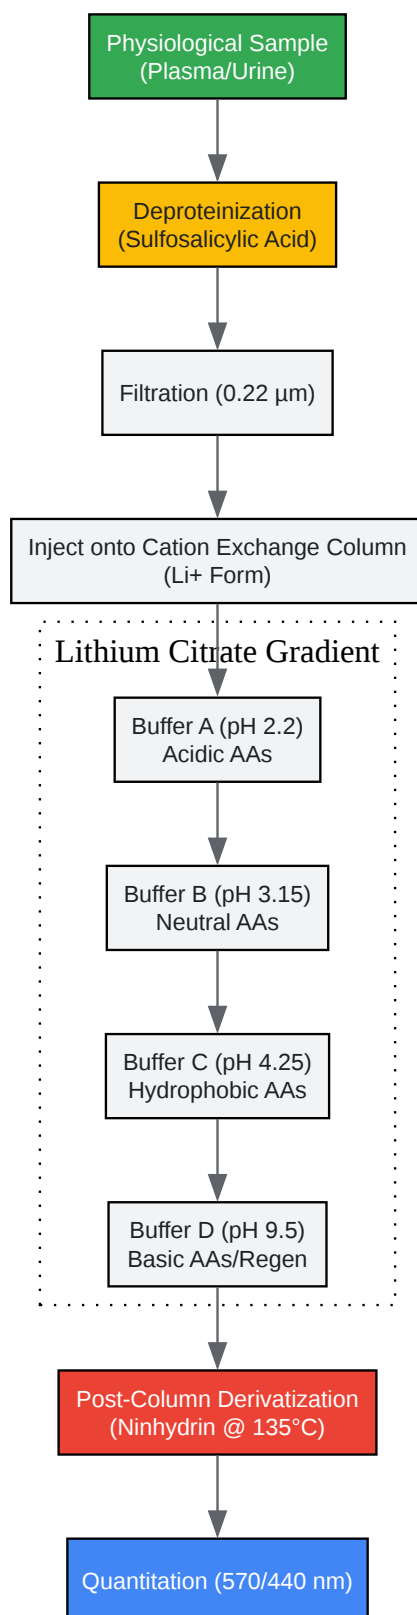 Physiological Sample
(Plasma/Urine)
Deproteinization
(Sulfosalicylic Acid)
Filtration (0.22 µm)
Inject onto Cation Exchange Column
(Li+ Form)
Lithium Citrate Gradient
Buffer A (pH 2.2)
Acidic AAs
Buffer B (pH 3.15)
Neutral AAs
Buffer C (pH 4.25)
Hydrophobic AAs
Buffer D (pH 9.5)
Basic AAs/Regen
Post-Column Derivatization
(Ninhydrin @ 135°C)
Quantitation (570/440 nm)